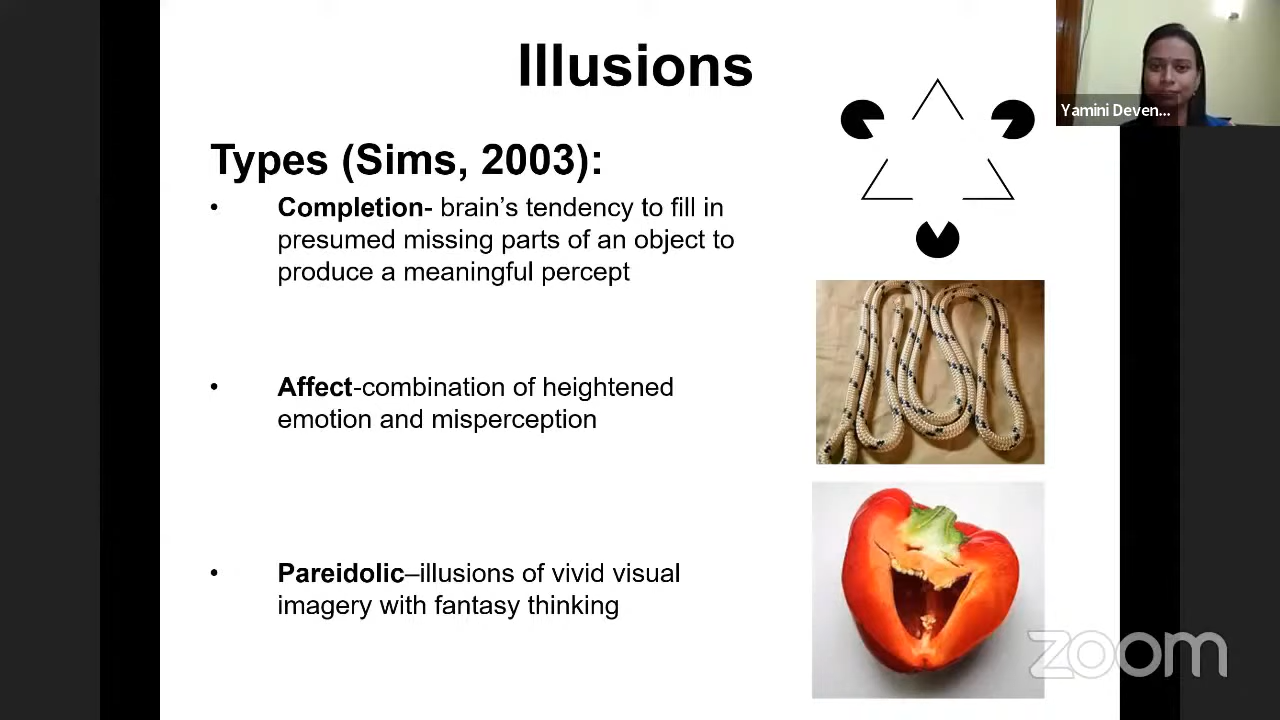 Illusions
Types (Sims, 2003):
• Completion- brain’s tendency to fill in
presumed missing parts of an object to
produce a meaningful percept
• Affect-combination of heightened
emotion and misperception
• Pareidolic–illusions of vivid visual
imagery with fantasy thinking
Yamini Deven...
zoom